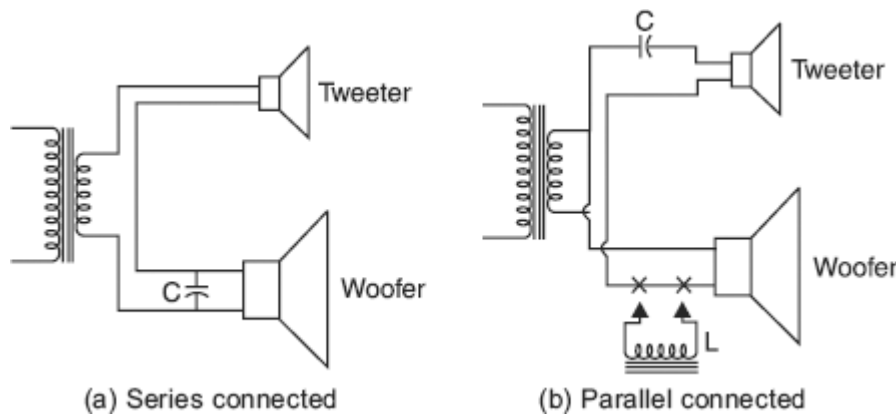 Tweeter
C
Woofer
(a) Series connected
C
Tweeter
Woofer
L
(b) Parallel connected